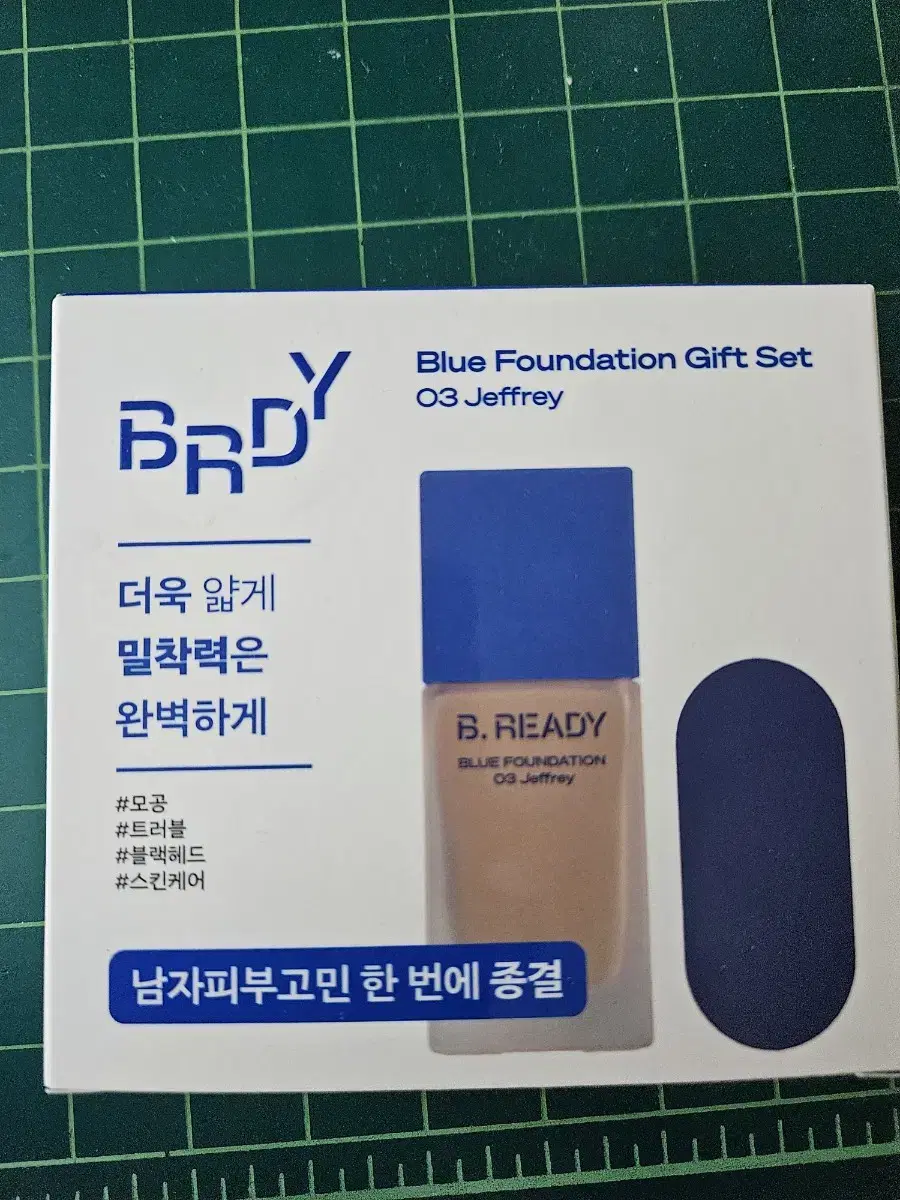 BRDY
Blue Foundation Gift Set
03 Jeffrey
더욱 얇게
밀착력은
완벽하게
#모공
#트러블
#블랙헤드
#스킨케어
B. READY
BLUE FOUNDATION
03 Jeffrey
남자피부고민 한 번에 종결